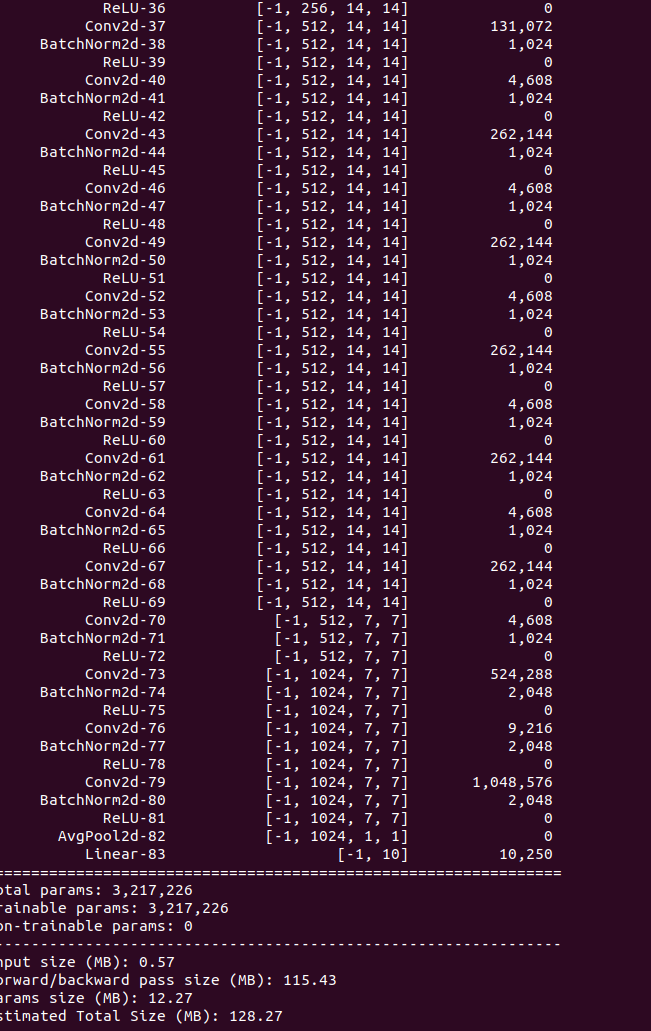 ReLU-36 [-1, 256, 14, 14] 0
Conv2d-37 [-1, 512, 14, 14] 131,072
BatchNorm2d-38 [-1, 512, 14, 14] 1,024
ReLU-39 [-1, 512, 14, 14] 0
Conv2d-40 [-1, 512, 14, 14] 4,608
BatchNorm2d-41 [-1, 512, 14, 14] 1,024
ReLU-42 [-1, 512, 14, 14] 0
Conv2d-43 [-1, 512, 14, 14] 262,144
BatchNorm2d-44 [-1, 512, 14, 14] 1,024
ReLU-45 [-1, 512, 14, 14] 0
Conv2d-46 [-1, 512, 14, 14] 4,608
BatchNorm2d-47 [-1, 512, 14, 14] 1,024
ReLU-48 [-1, 512, 14, 14] 0
Conv2d-49 [-1, 512, 14, 14] 262,144
BatchNorm2d-50 [-1, 512, 14, 14] 1,024
ReLU-51 [-1, 512, 14, 14] 0
Conv2d-52 [-1, 512, 14, 14] 4,608
BatchNorm2d-53 [-1, 512, 14, 14] 1,024
ReLU-54 [-1, 512, 14, 14] 0
Conv2d-55 [-1, 512, 14, 14] 262,144
BatchNorm2d-56 [-1, 512, 14, 14] 1,024
ReLU-57 [-1, 512, 14, 14] 0
Conv2d-58 [-1, 512, 14, 14] 4,608
BatchNorm2d-59 [-1, 512, 14, 14] 1,024
ReLU-60 [-1, 512, 14, 14] 0
Conv2d-61 [-1, 512, 14, 14] 262,144
BatchNorm2d-62 [-1, 512, 14, 14] 1,024
ReLU-63 [-1, 512, 14, 14] 0
Conv2d-64 [-1, 512, 14, 14] 4,608
BatchNorm2d-65 [-1, 512, 14, 14] 1,024
ReLU-66 [-1, 512, 14, 14] 0
Conv2d-67 [-1, 512, 14, 14] 262,144
BatchNorm2d-68 [-1, 512, 14, 14] 1,024
ReLU-69 [-1, 512, 14, 14] 0
Conv2d-70 [-1, 512, 7, 7] 4,608
BatchNorm2d-71 [-1, 512, 7, 7] 1,024
ReLU-72 [-1, 512, 7, 7] 0
Conv2d-73 [-1, 1024, 7, 7] 524,288
BatchNorm2d-74 [-1, 1024, 7, 7] 2,048
ReLU-75 [-1, 1024, 7, 7] 0
Conv2d-76 [-1, 1024, 7, 7] 9,216
BatchNorm2d-77 [-1, 1024, 7, 7] 2,048
ReLU-78 [-1, 1024, 7, 7] 0
Conv2d-79 [-1, 1024, 7, 7] 1,048,576
BatchNorm2d-80 [-1, 1024, 7, 7] 2,048
ReLU-81 [-1, 1024, 7, 7] 0
AvgPool2d-82 [-1, 1024, 1, 1] 0
Linear-83 [-1, 10] 10,250
================================================================
otal params: 3,217,226
rainable params: 3,217,226
on-trainable params: 0
----------------------------------------------------------------
nput size (MB): 0.57
orward/backward pass size (MB): 115.43
arams size (MB): 12.27
stimated Total Size (MB): 128.27